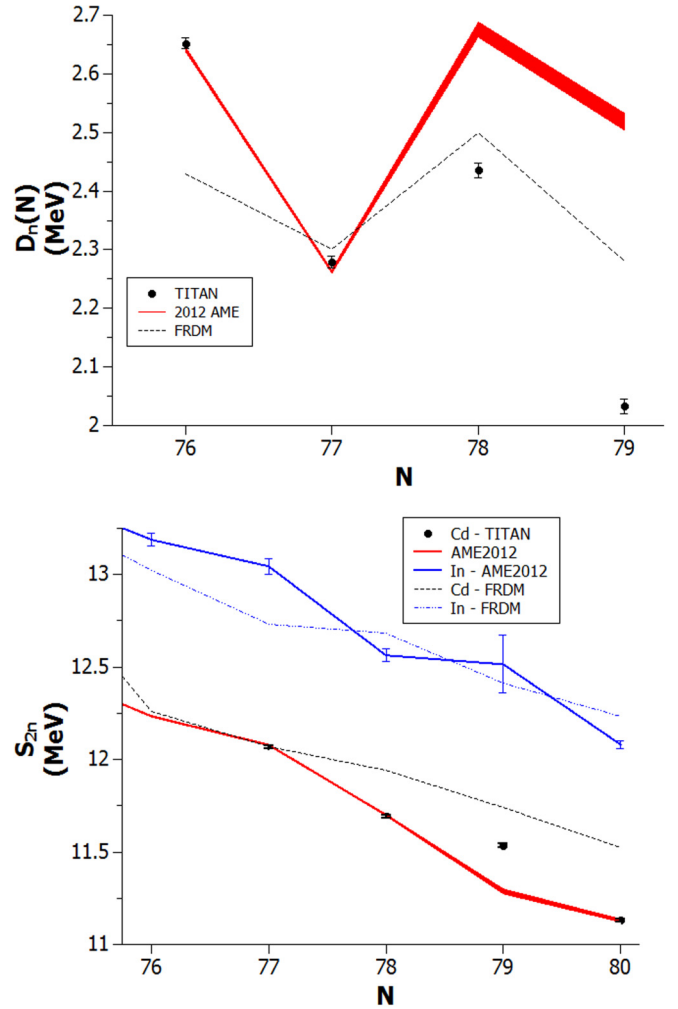 2.7
2.6
2.5
2.4
2.3
2.2
2.1
2
Dn(N)
(MeV)
TITAN
2012 AME
FRDM
76 77 78 79
N
13
12.5
12
11.5
11
S2n
(MeV)
Cd - TITAN
AME2012
In - AME2012
Cd - FRDM
In - FRDM
76 77 78 79 80
N